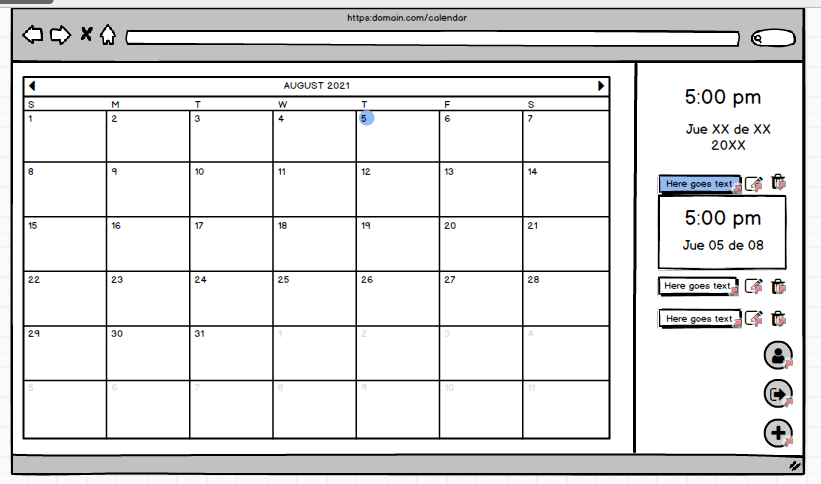 https:domain.com/calendar
AUGUST 2021
S M T W T F S
1 2 3 4 5 6 7
8 9 10 11 12 13 14
15 16 17 18 19 20 21
22 23 24 25 26 27 28
29 30 31 1 2 3 4
5 6 7 8 9 10 11
5:00 pm
Jue XX de XX
20XX
Here goes text
5:00 pm
Jue 05 de 08
Here goes text
Here goes text